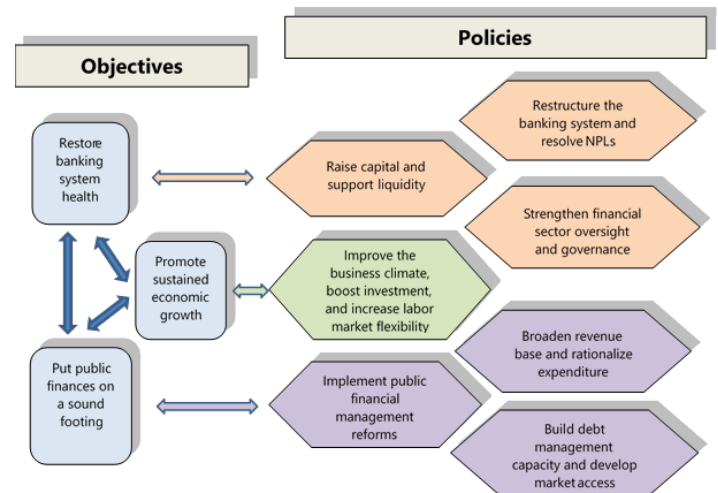 Objectives
Policies
Restore
banking
system
health
Raise capital and
support liquidity
Restructure the
banking system and
resolve NPLs
Strengthen financial
sector oversight
and governance
Promote
sustained
economic
growth
Improve the
business climate,
boost investment,
and increase labor
market flexibility
Put public
finances on
a sound
footing
Implement public
financial
management
reforms
Broaden revenue
base and rationalize
expenditure
Build debt
management
capacity and develop
market access